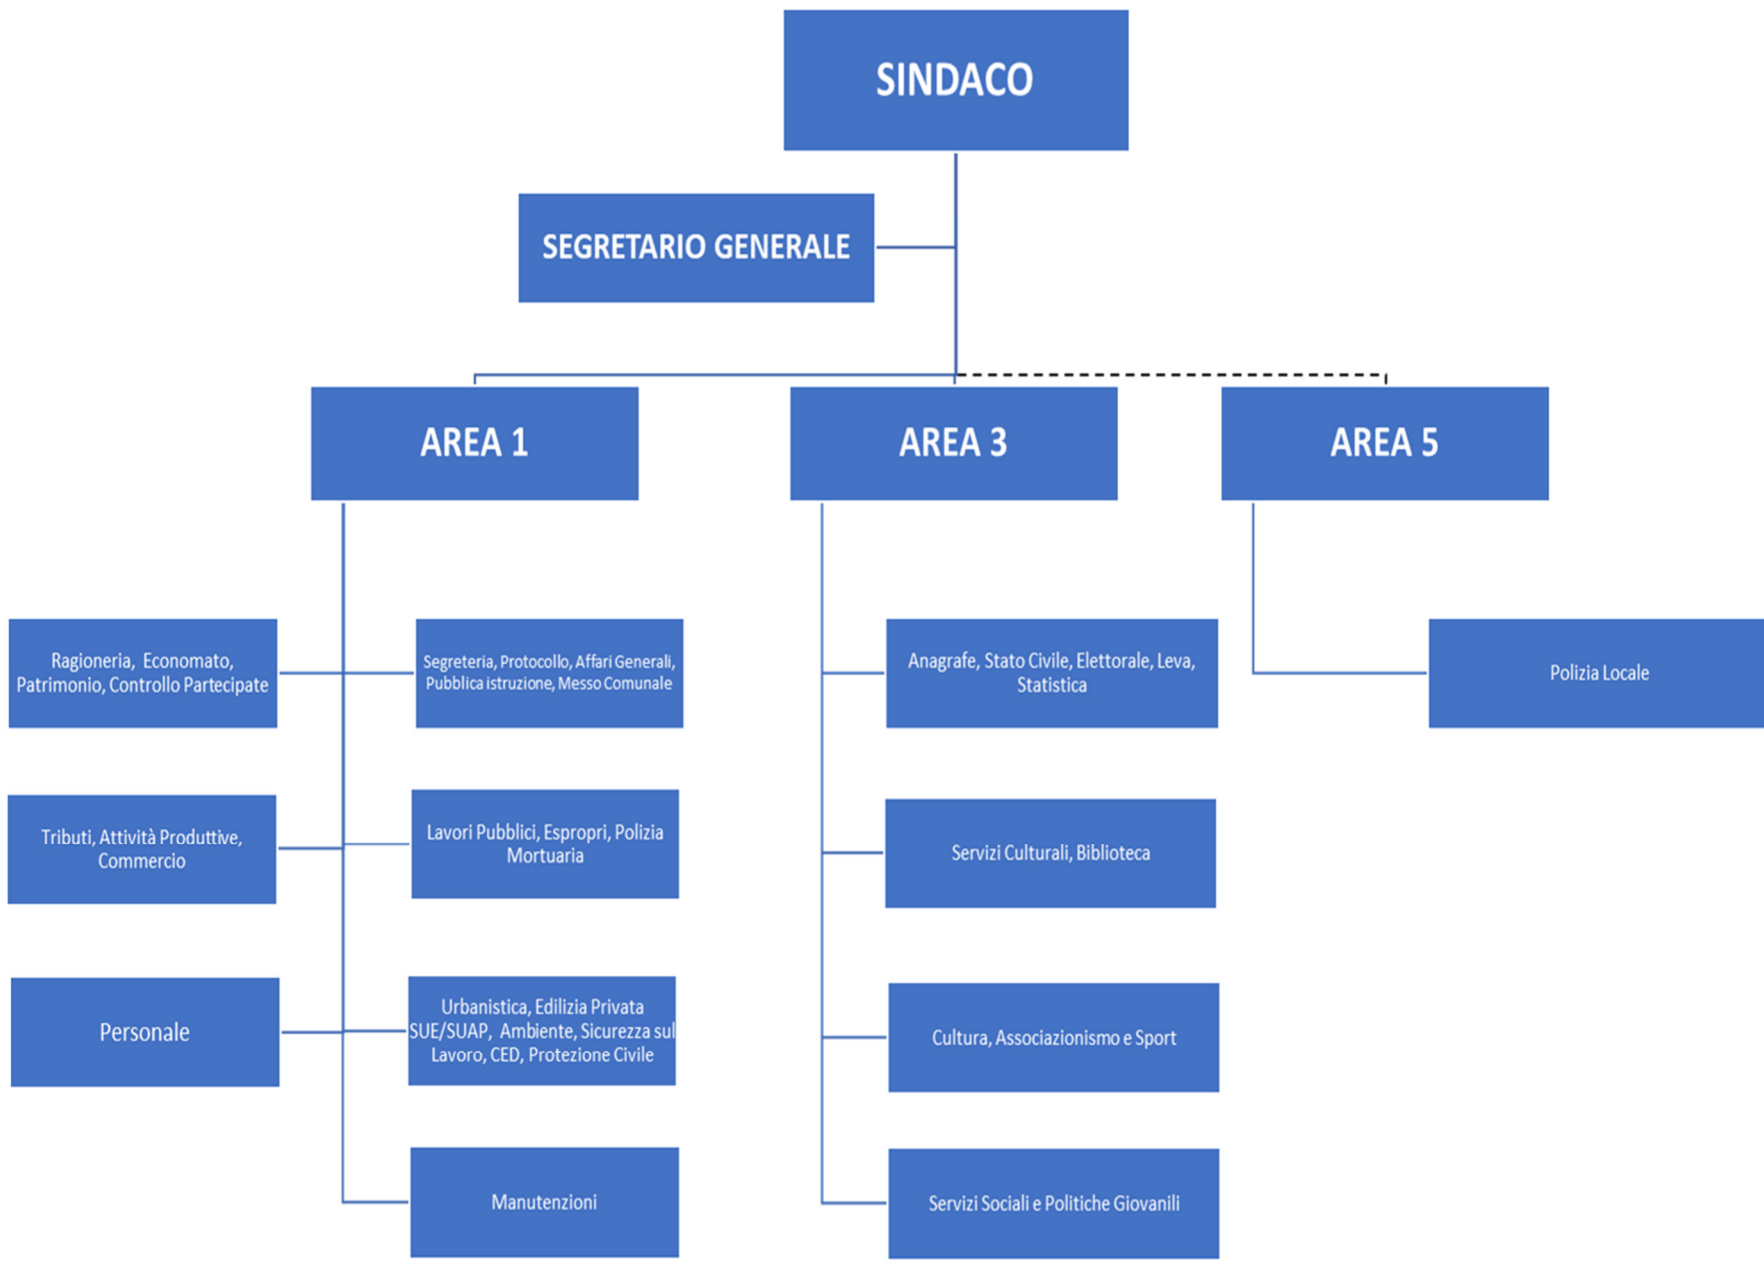 SINDACO
SEGRETARIO GENERALE
AREA 1
AREA 3
AREA 5
Ragioneria, Economato,
Patrimonio, Controllo Partecipate
Segreteria, Protocollo, Affari Generali,
Pubblica istruzione, Messo Comunale
Anagrafe, Stato Civile, Elettorale, Leva,
Statistica
Polizia Locale
Tributi, Attività Produttive,
Commercio
Lavori Pubblici, Espropri, Polizia
Mortuaria
Servizi Culturali, Biblioteca
Personale
Urbanistica, Edilizia Privata
SUE/SUAP, Ambiente, Sicurezza sul
Lavoro, CED, Protezione Civile
Cultura, Associazionismo e Sport
Manutenzioni
Servizi Sociali e Politiche Giovanili